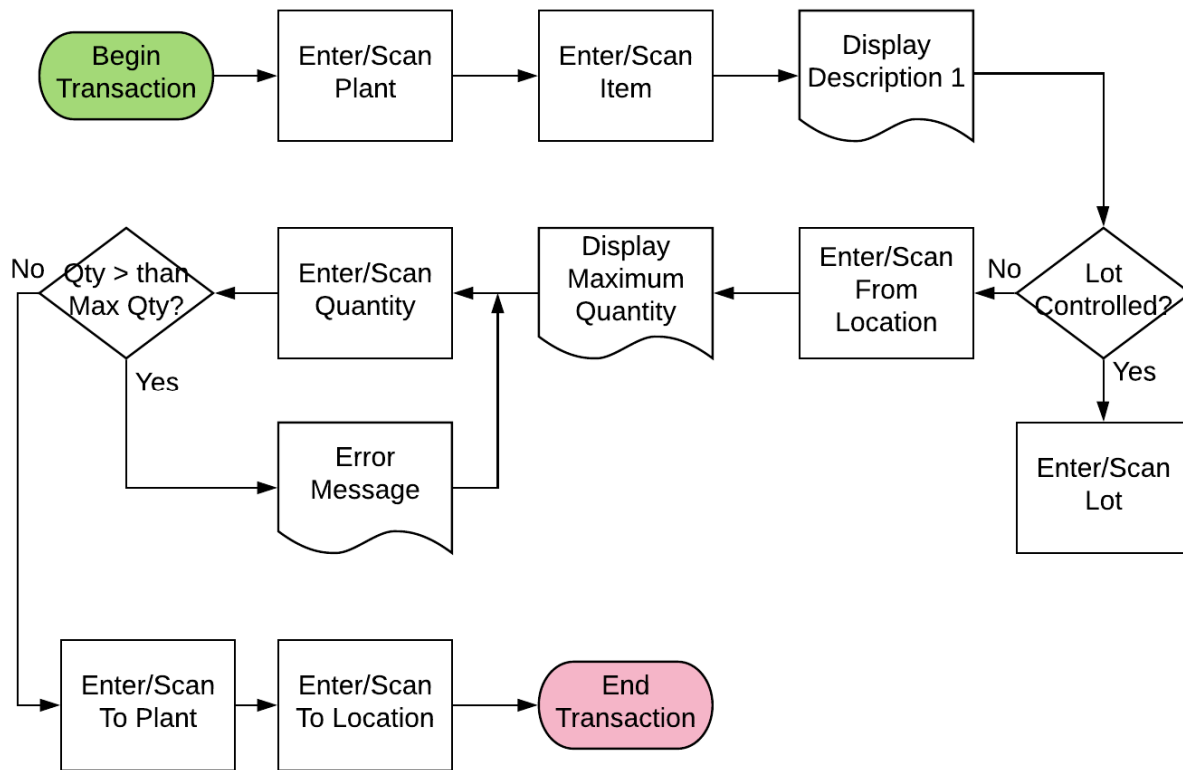 Begin
Transaction
Enter/Scan
Plant
Enter/Scan
Item
Display
Description 1
No
Qty > than
Max Qty?
Enter/Scan
Quantity
Display
Maximum
Quantity
Enter/Scan
From
Location
No
Lot
Controlled?
Yes
Yes
Error
Message
Enter/Scan
Lot
Enter/Scan
To Plant
Enter/Scan
To Location
End
Transaction